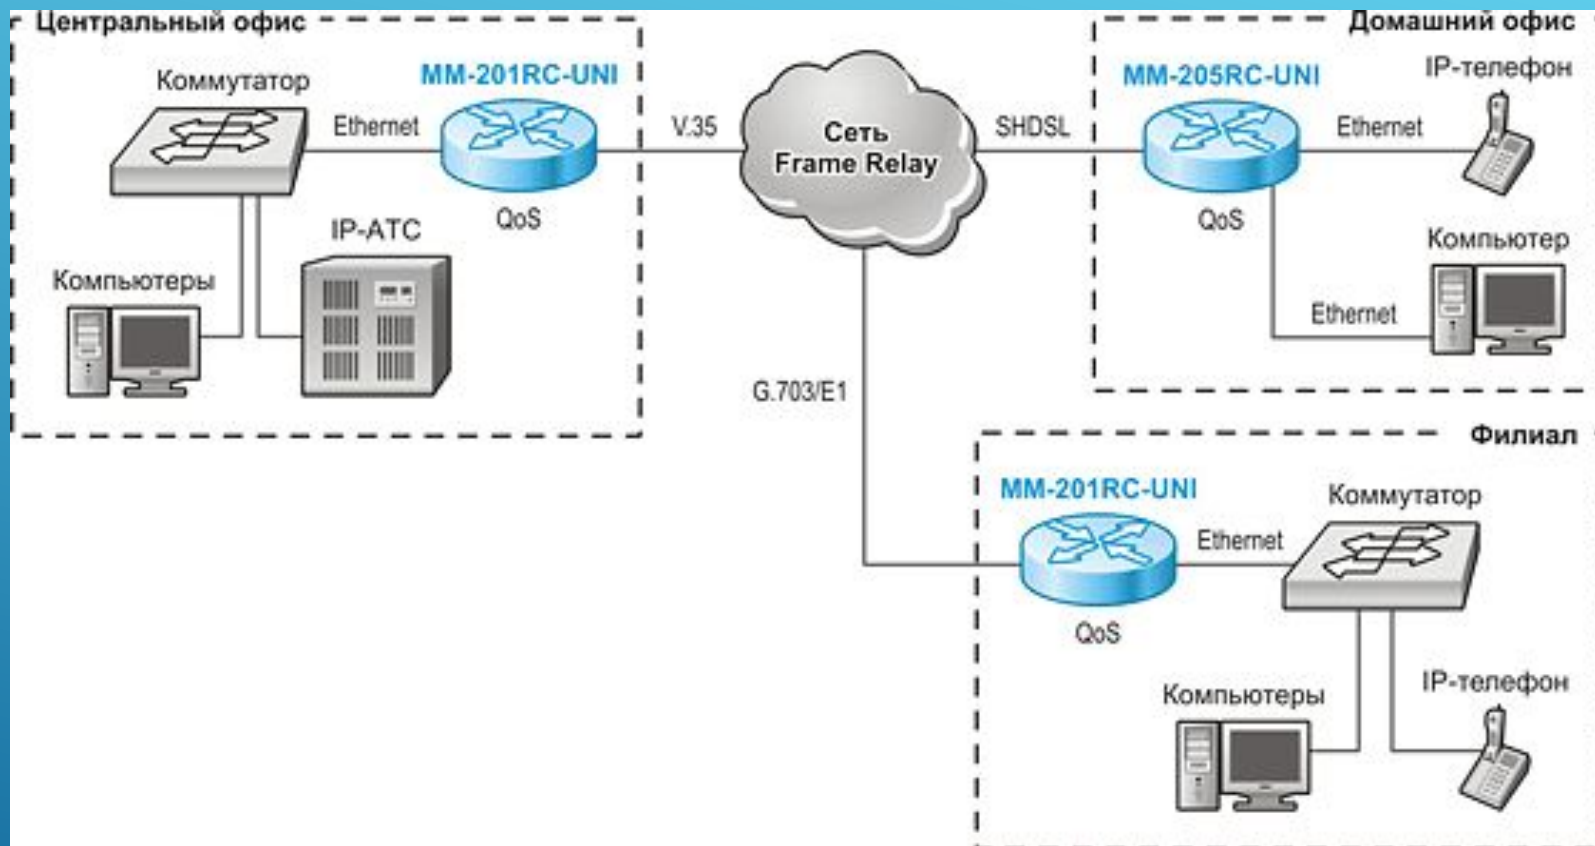 Центральный офис
Коммутатор
MM-201RC-UNI
Ethernet
V.35
QoS
IP-АТС
Компьютеры
Сеть
Frame Relay
SHDSL
G.703/E1
Домашний офис
MM-205RC-UNI
IP-телефон
Ethernet
QoS
Компьютер
Ethernet
Филиал
MM-201RC-UNI
Коммутатор
Ethernet
QoS
Компьютеры
IP-телефон